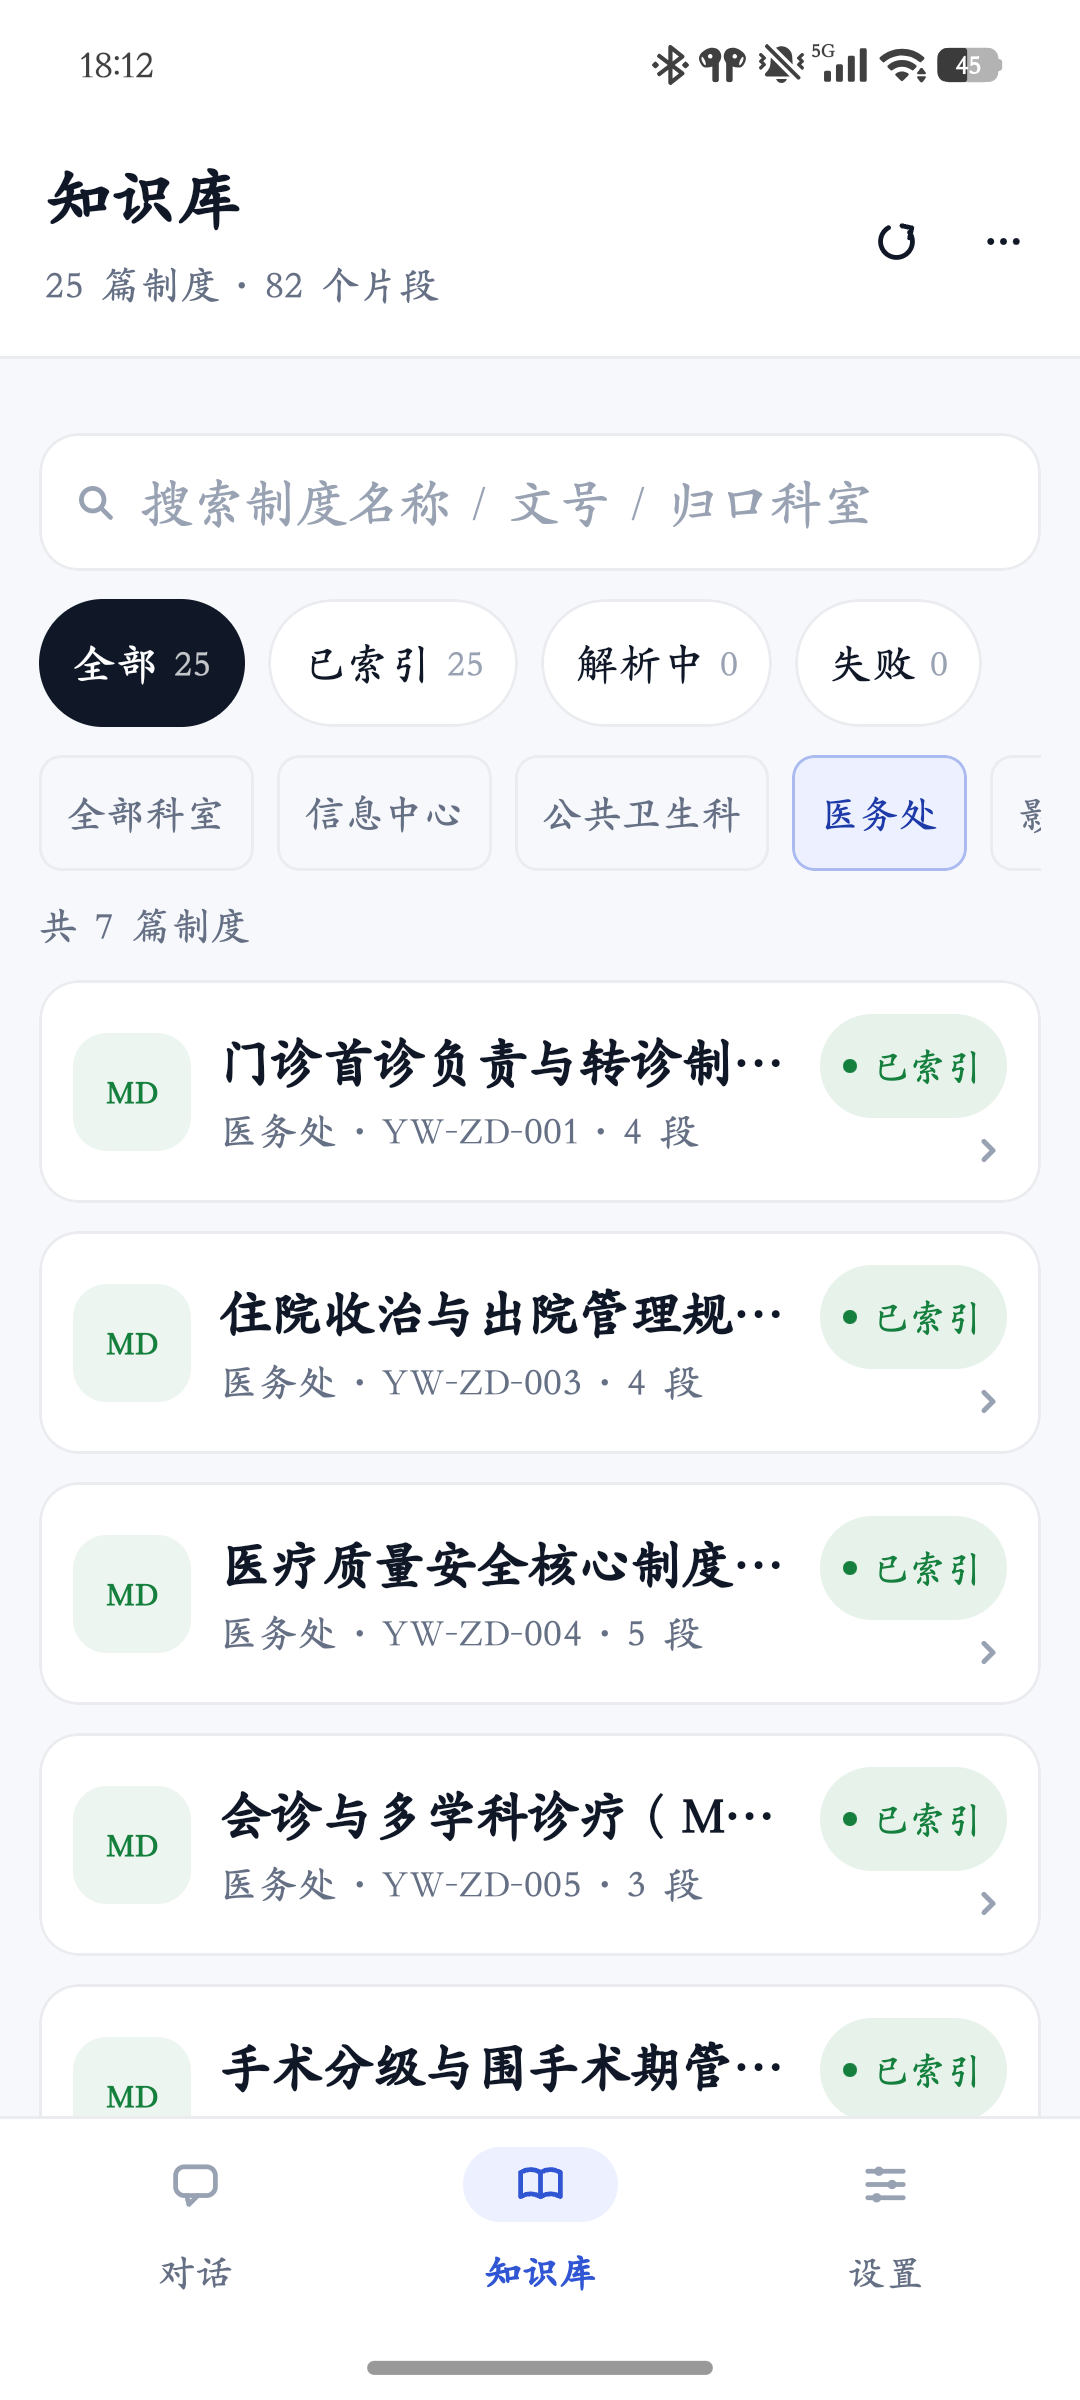 18:12
5G
45
知识库
25 篇制度 · 82 个片段
搜索制度名称 / 文号 / 归口科室
全部 25 已索引 25 解析中 0 失败 0
全部科室 信息中心 公共卫生科 医务处 影
共 7 篇制度
MD
门诊首诊负责与转诊制…
已索引
医务处 · YW-ZD-001 · 4 段
MD
住院收治与出院管理规…
已索引
医务处 · YW-ZD-003 · 4 段
MD
医疗质量安全核心制度…
已索引
医务处 · YW-ZD-004 · 5 段
MD
会诊与多学科诊疗（M…
已索引
医务处 · YW-ZD-005 · 3 段
MD
手术分级与围手术期管…
已索引
对话 知识库 设置